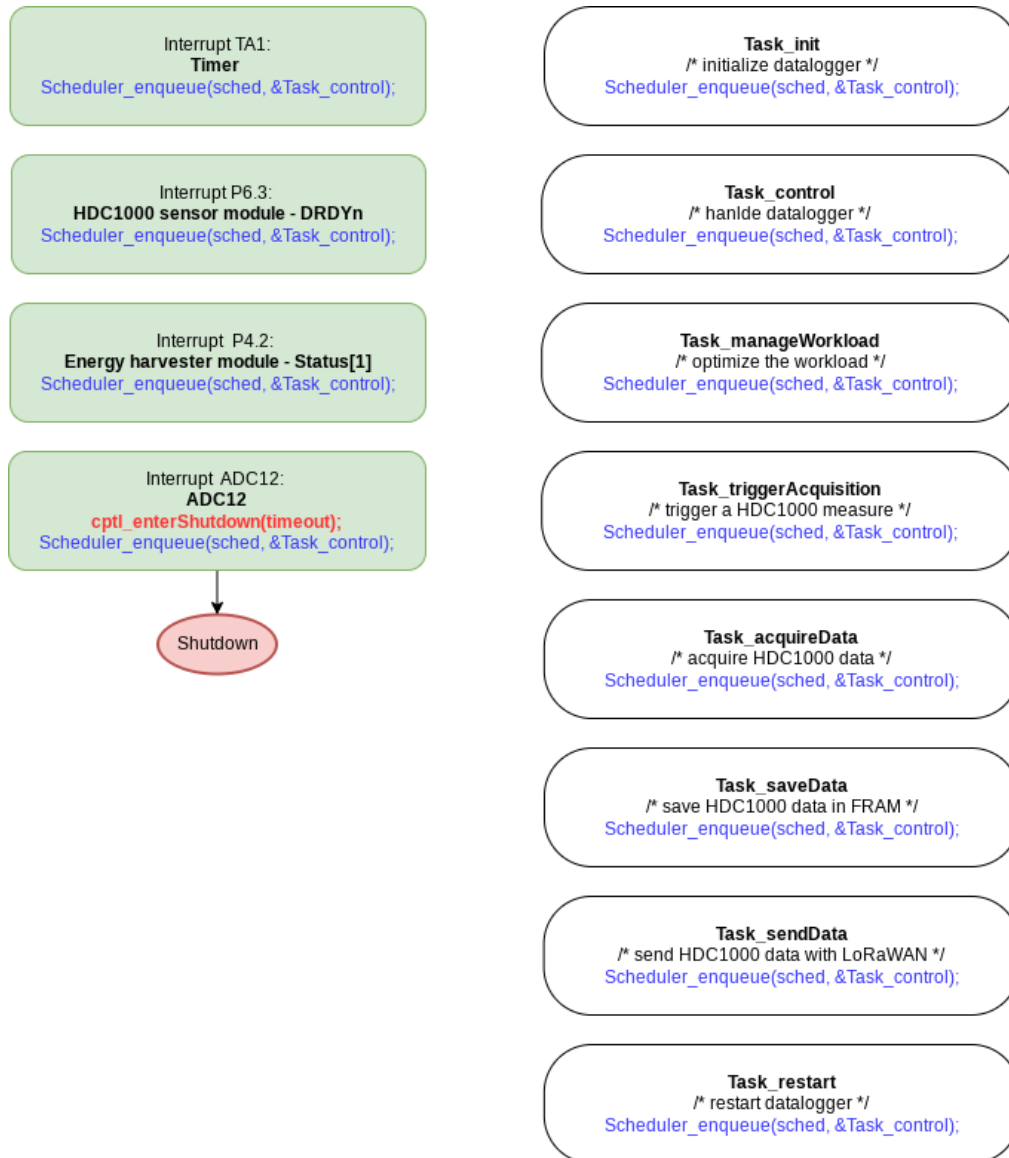 Interrupt TA1:
Timer
Scheduler_enqueue(sched, &Task_control);
Interrupt P6.3:
HDC1000 sensor module - DRDYn
Scheduler_enqueue(sched, &Task_control);
Interrupt P4.2:
Energy harvester module - Status[1]
Scheduler_enqueue(sched, &Task_control);
Interrupt ADC12:
ADC12
cptl_enterShutdown(timeout);
Scheduler_enqueue(sched, &Task_control);
Shutdown
Task_init
/* initialize datalogger */
Scheduler_enqueue(sched, &Task_control);
Task_control
/* hanlde datalogger */
Scheduler_enqueue(sched, &Task_control);
Task_manageWorkload
/* optimize the workload */
Scheduler_enqueue(sched, &Task_control);
Task_triggerAcquisition
/* trigger a HDC1000 measure */
Scheduler_enqueue(sched, &Task_control);
Task_acquireData
/* acquire HDC1000 data */
Scheduler_enqueue(sched, &Task_control);
Task_saveData
/* save HDC1000 data in FRAM */
Scheduler_enqueue(sched, &Task_control);
Task_sendData
/* send HDC1000 data with LoRaWAN */
Scheduler_enqueue(sched, &Task_control);
Task_restart
/* restart datalogger */
Scheduler_enqueue(sched, &Task_control);